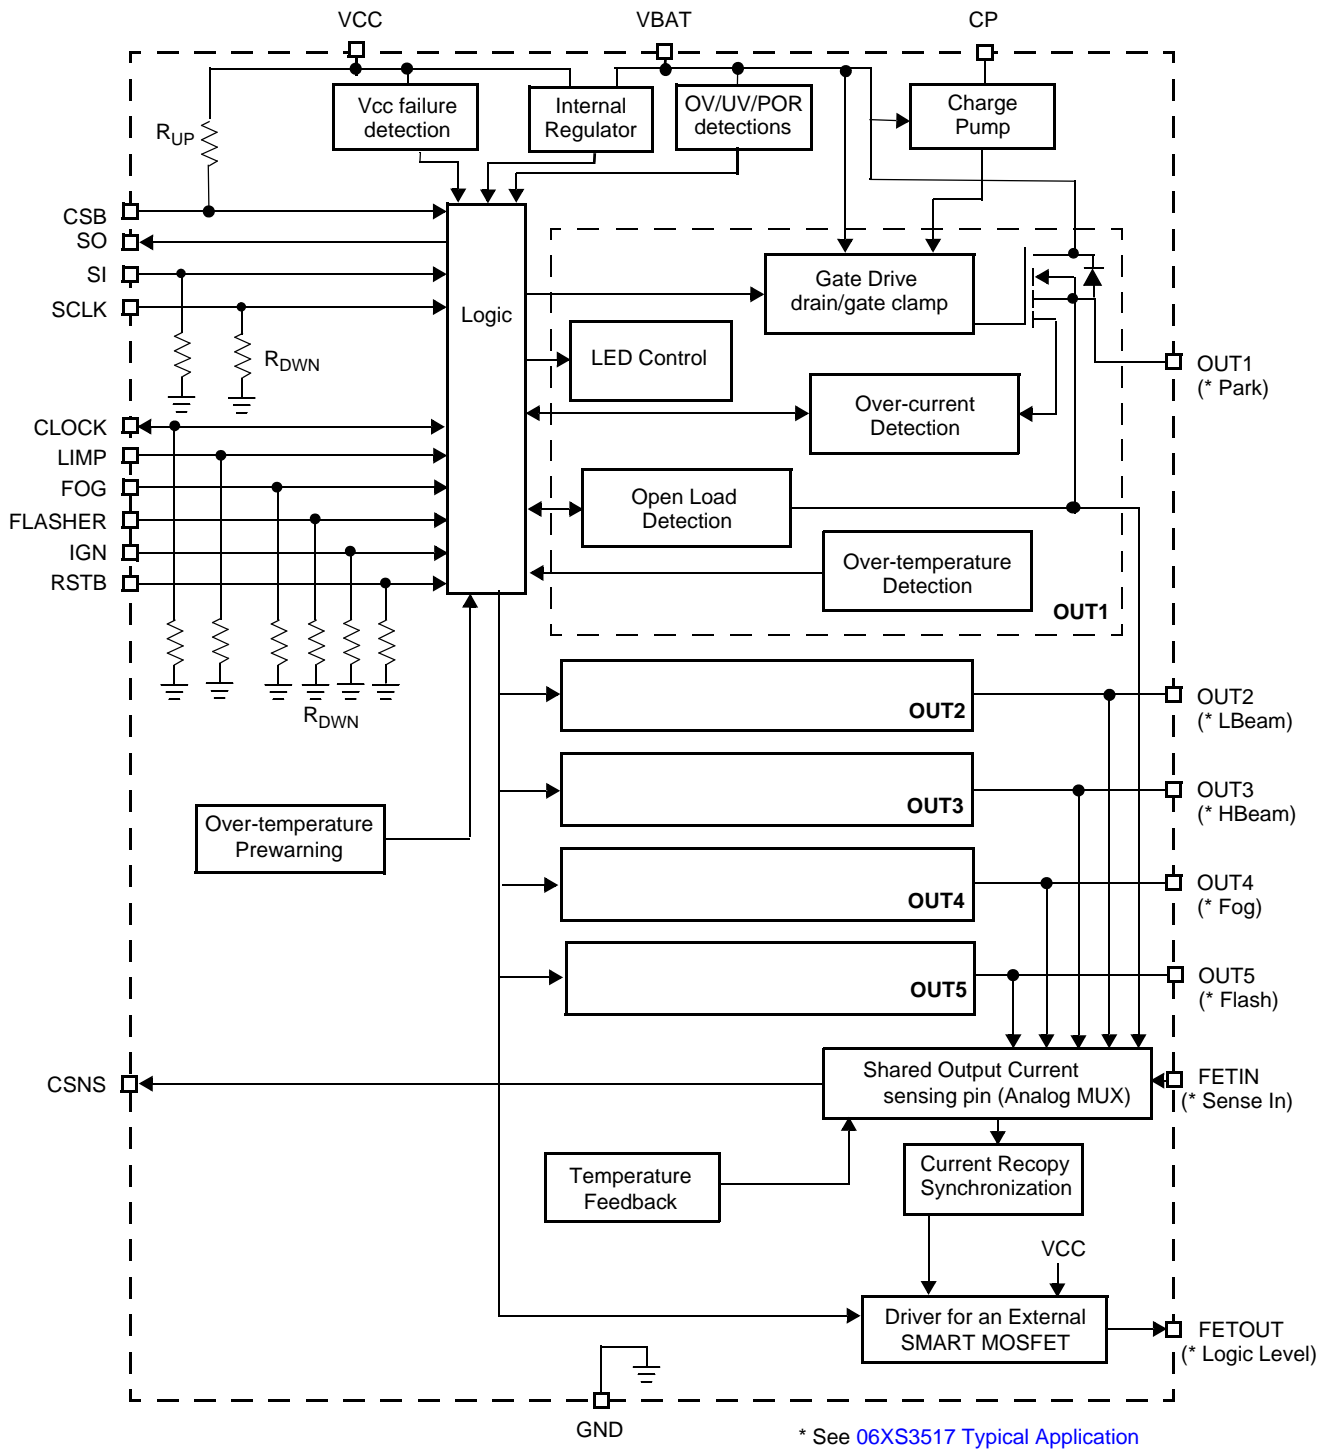 VCC
VBAT
CP
Vcc failure
detection
Internal
Regulator
OV/UV/POR
detections
Charge
Pump
RUP
CSB
SO
SI
SCLK
RDWN
Logic
Gate Drive
drain/gate clamp
LED Control
OUT1
(* Park)
Over-current
Detection
CLOCK
LIMP
FOG
FLASHER
IGN
RSTB
Open Load
Detection
Over-temperature
Detection
OUT1
RDWN
OUT2
OUT2
(* LBeam)
OUT3
OUT3
(* HBeam)
Over-temperature
Prewarning
OUT4
OUT4
(* Fog)
OUT5
OUT5
(* Flash)
CSNS
Shared Output Current
sensing pin (Analog MUX)
FETIN
(* Sense In)
Temperature
Feedback
Current Recopy
Synchronization
VCC
Driver for an External
SMART MOSFET
FETOUT
(* Logic Level)
GND
* See 06XS3517 Typical Application